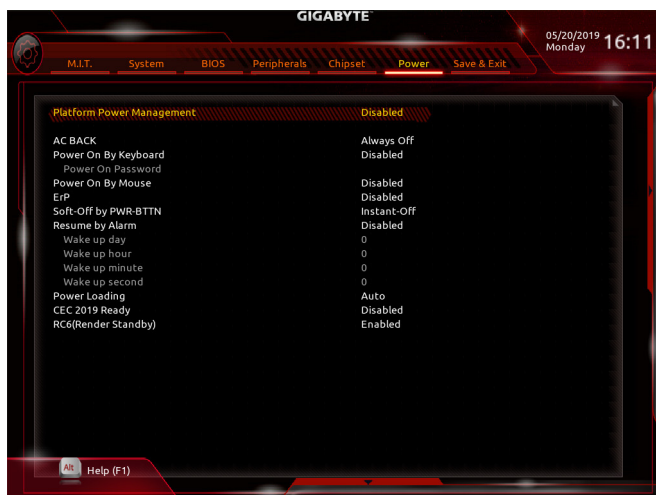 GIGABYTE
05/20/2019 Monday 16:11
M.I.T. System BIOS Peripherals Chipset Power Save & Exit
Platform Power Management Disabled
AC BACK Always Off
Power On By Keyboard Disabled
Power On Password
Power On By Mouse Disabled
ErP Disabled
Soft-Off by PWR-BTTN Instant-Off
Resume by Alarm Disabled
Wake up day 0
Wake up hour 0
Wake up minute 0
Wake up second 0
Power Loading Auto
CEC 2019 Ready Disabled
RC6(Render Standby) Enabled
Alt Help (F1)